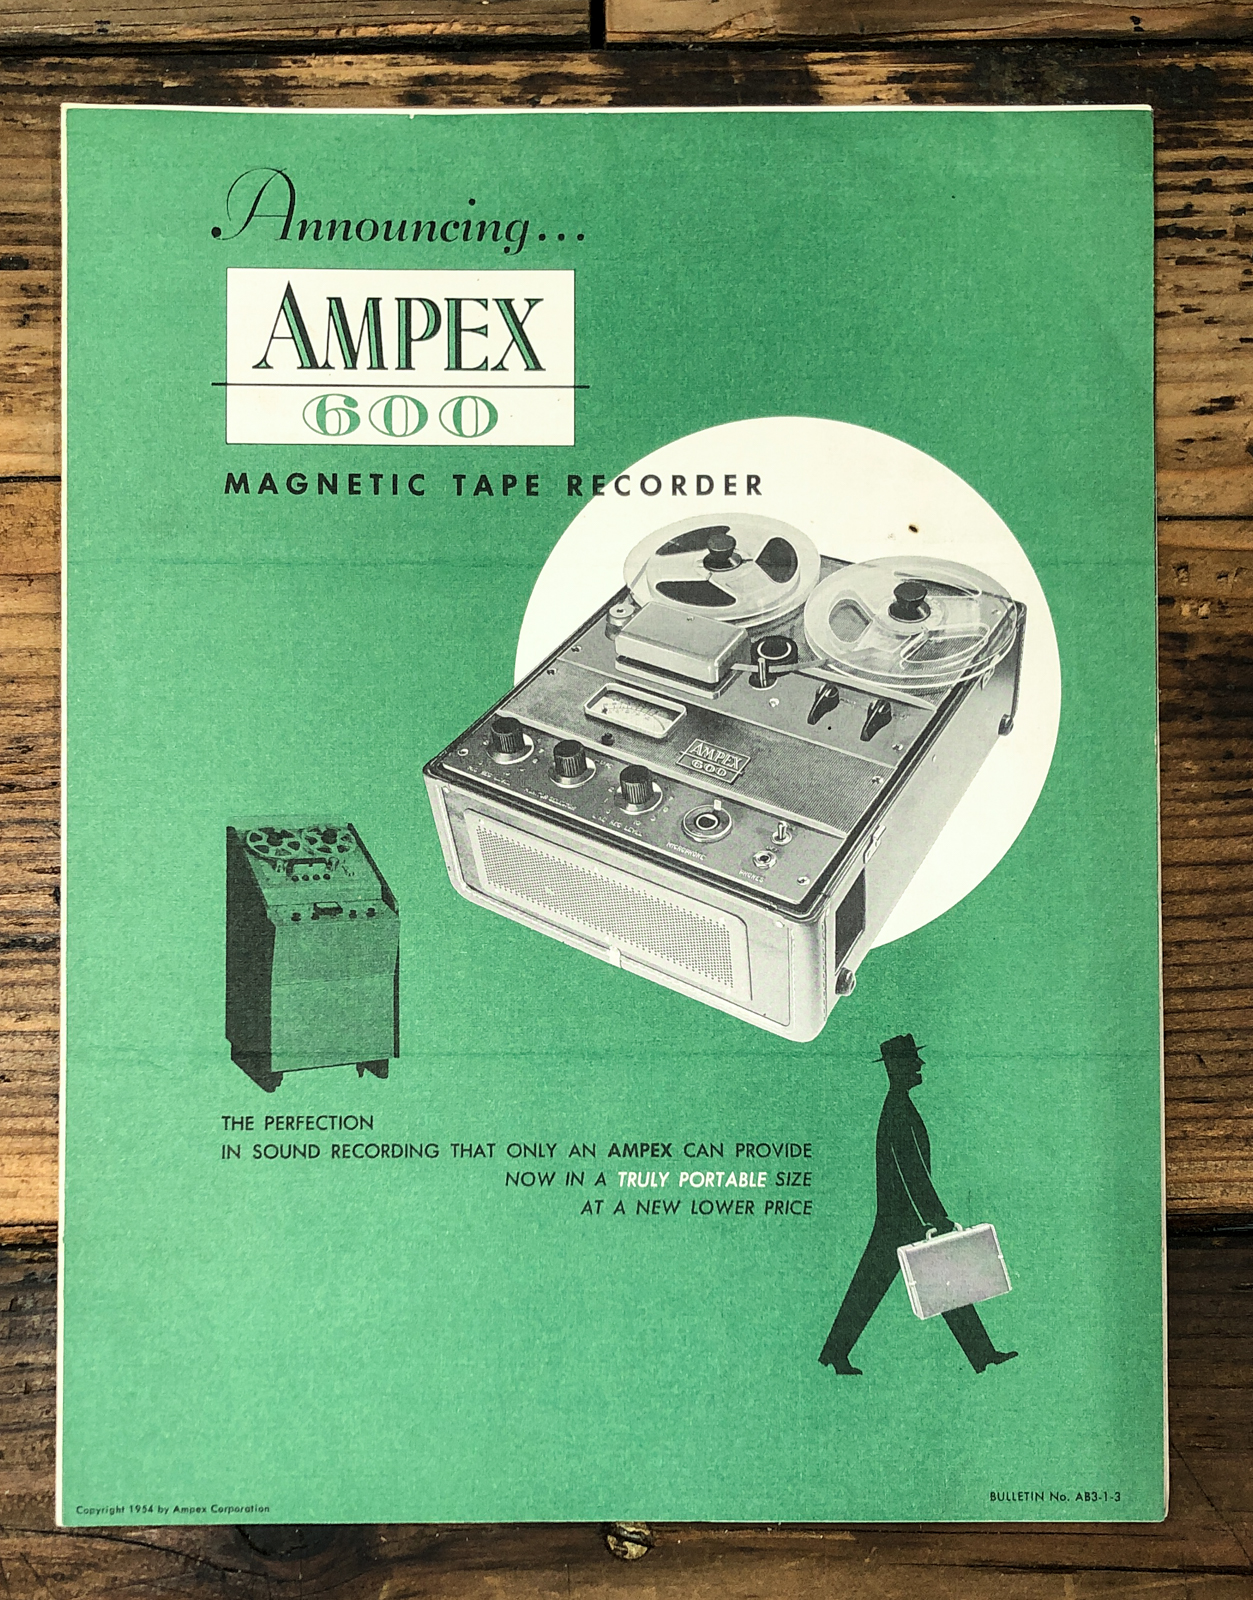 Announcing...
AMPEX
600
MAGNETIC TAPE RECORDER
AMPEX
600
MICROPHONE
PHONES
THE PERFECTION
IN SOUND RECORDING THAT ONLY AN AMPEX CAN PROVIDE
NOW IN A TRULY PORTABLE SIZE
AT A NEW LOWER PRICE
Copyright 1954 by Ampex Corporation
BULLETIN No. AB3-1-3